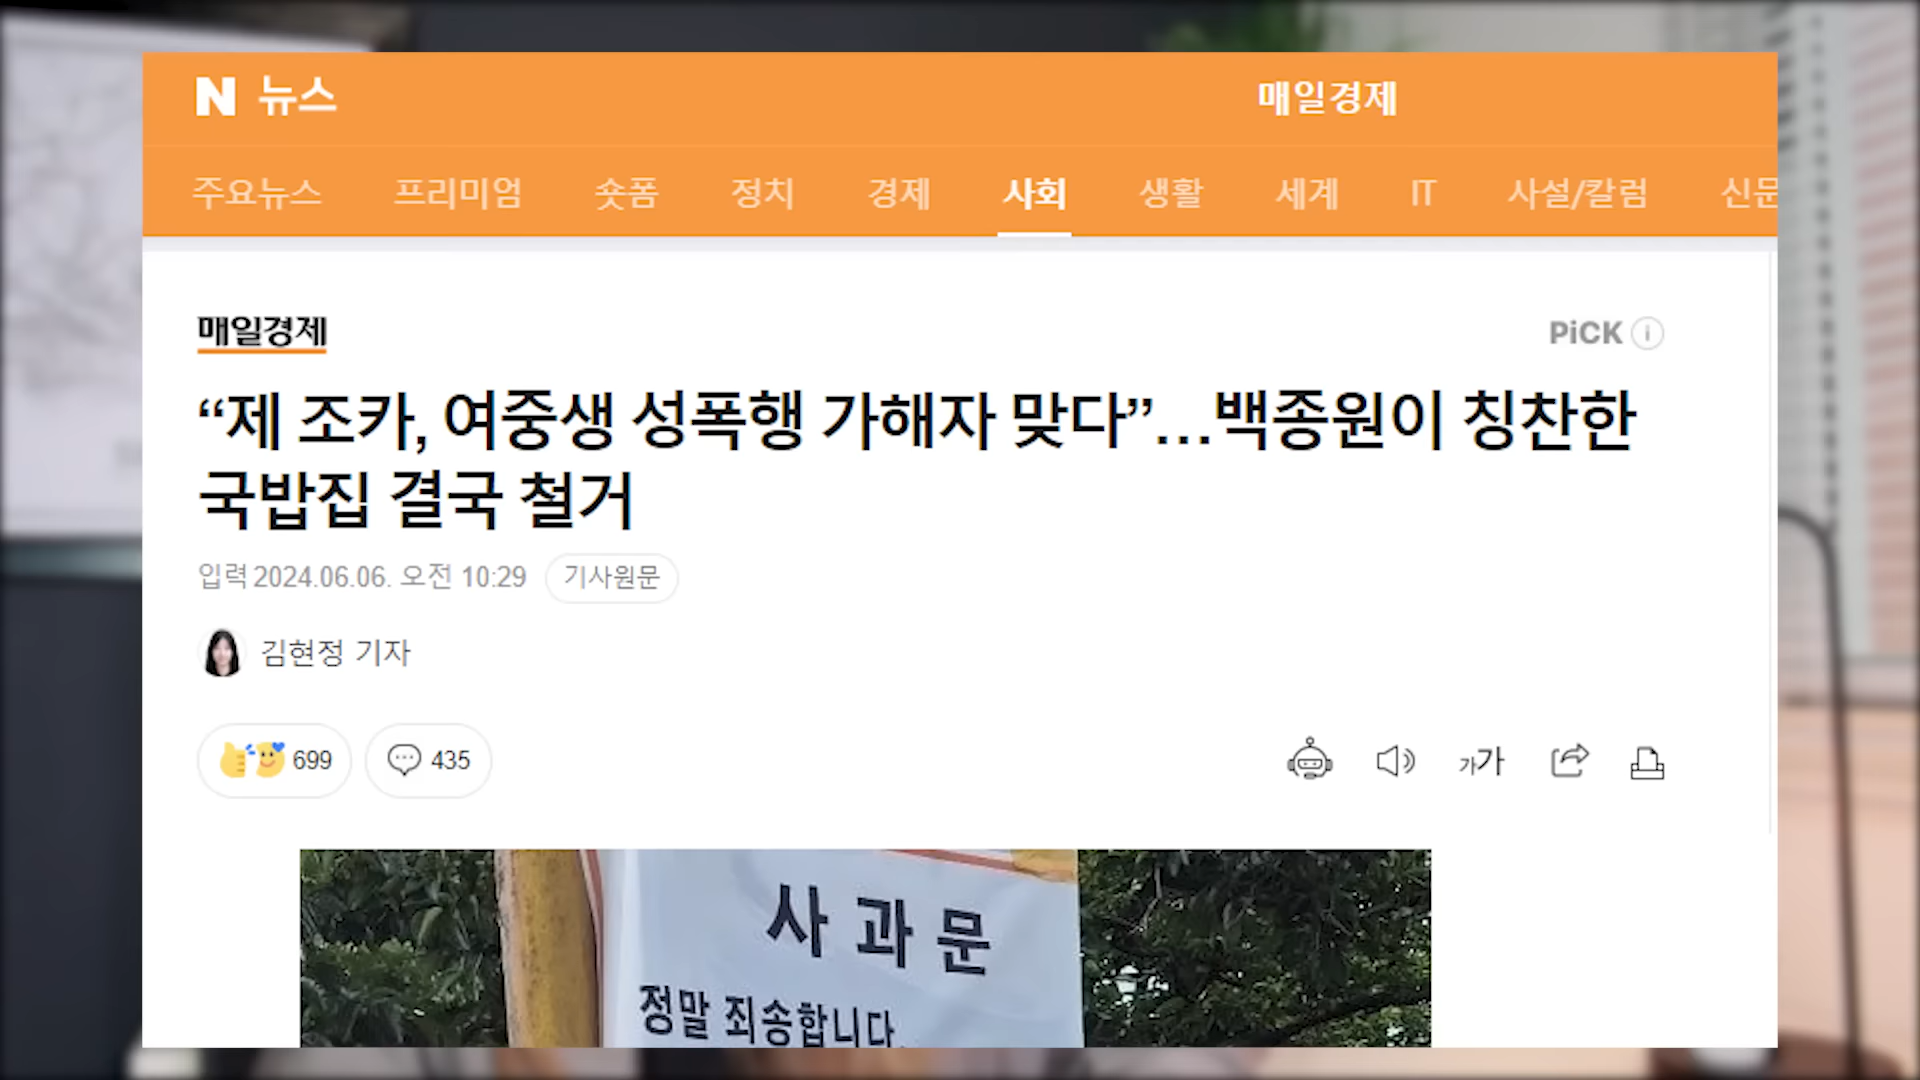 N 뉴스
매일경제
주요뉴스 프리미엄 숏폼 정치 경제 사회 생활 세계 IT 사설/칼럼 신문
매일경제
PiCK
“제 조카, 여중생 성폭행 가해자 맞다”…백종원이 칭찬한
국밥집 결국 철거
입력 2024.06.06. 오전 10:29 기사원문
김현정 기자
699 435
가가
사과문
정말 죄송합니다.